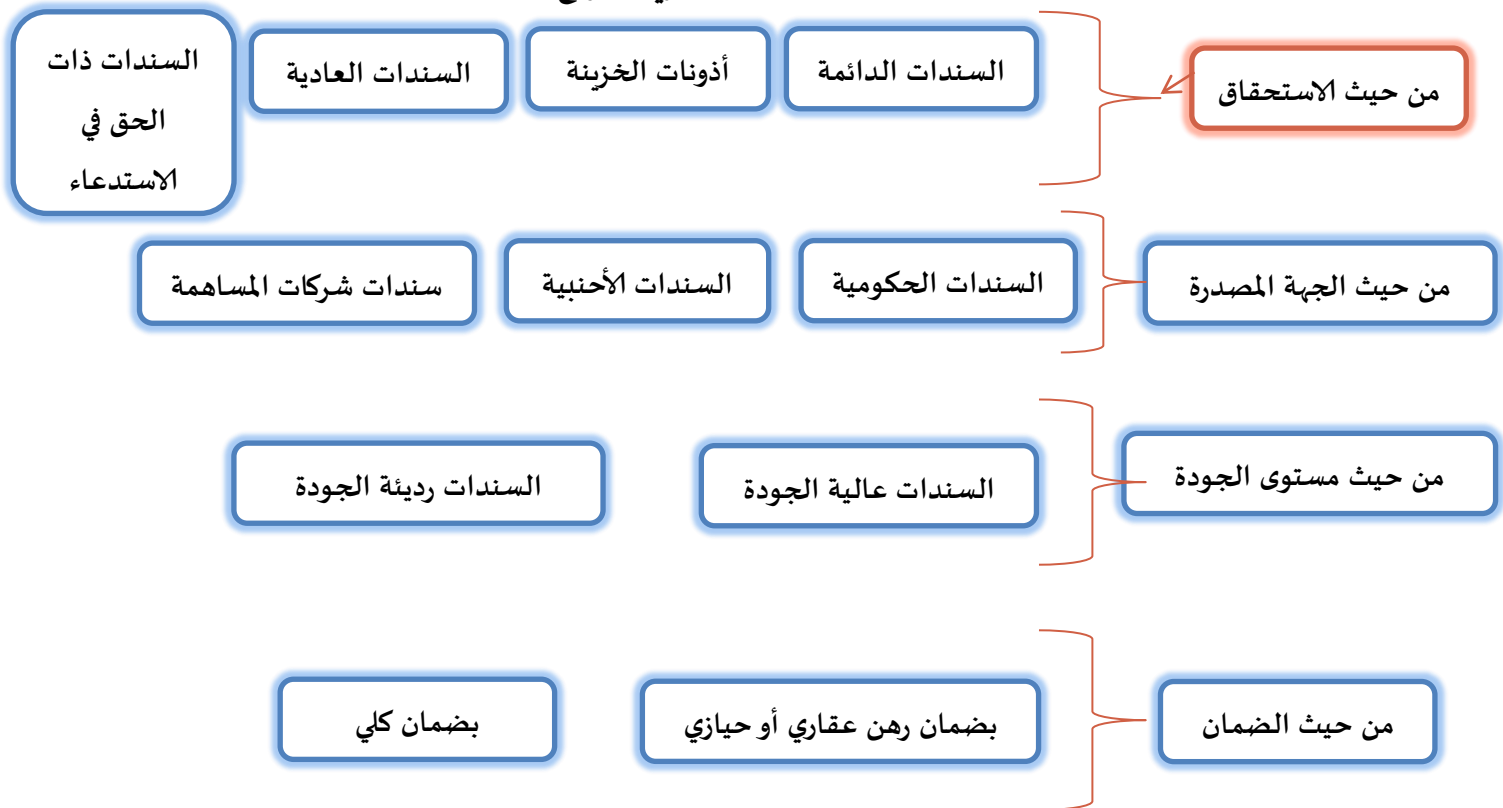 من حيث الاستحقاق
السندات الدائمة
أذونات الخزينة
السندات العادية
السندات ذات
الحق في
الاستدعاء
من حيث الجهة المصدرة
السندات الحكومية
السندات الأحنبية
سندات شركات المساهمة
من حيث مستوى الجودة
السندات عالية الجودة
السندات رديئة الجودة
من حيث الضمان
بضمان رهن عقاري أو حيازي
بضمان كلي